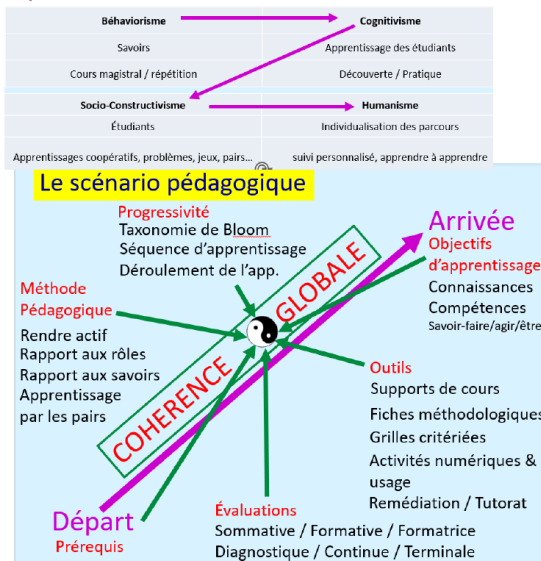 Béhaviorisme
Cognitivisme
Savoirs
Apprentissage des étudiants
Cours magistral / répétition
Découverte / Pratique
Socio-Constructivisme
Humanisme
Étudiants
Individualisation des parcours
Apprentissages coopératifs, problèmes, jeux, pairs...
suivi personnalisé, apprendre à apprendre
Le scénario pédagogique
Progressivité
Taxonomie de Bloom
Séquence d'apprentissage
Déroulement de l'app.
Arrivée
Objectifs
d'apprentissage
Connaissances
Compétences
Savoir-faire/agir/être
Méthode
Pédagogique
Rendre actif
Rapport aux rôles
Rapport aux savoirs
Apprentissage
par les pairs
COHERENCE GLOBALE
Outils
Supports de cours
Fiches méthodologiques
Grilles critériées
Activités numériques &
usage
Remédiation / Tutorat
Départ
Prérequis
Évaluations
Sommative / Formative / Formatrice
Diagnostique / Continue / Terminale